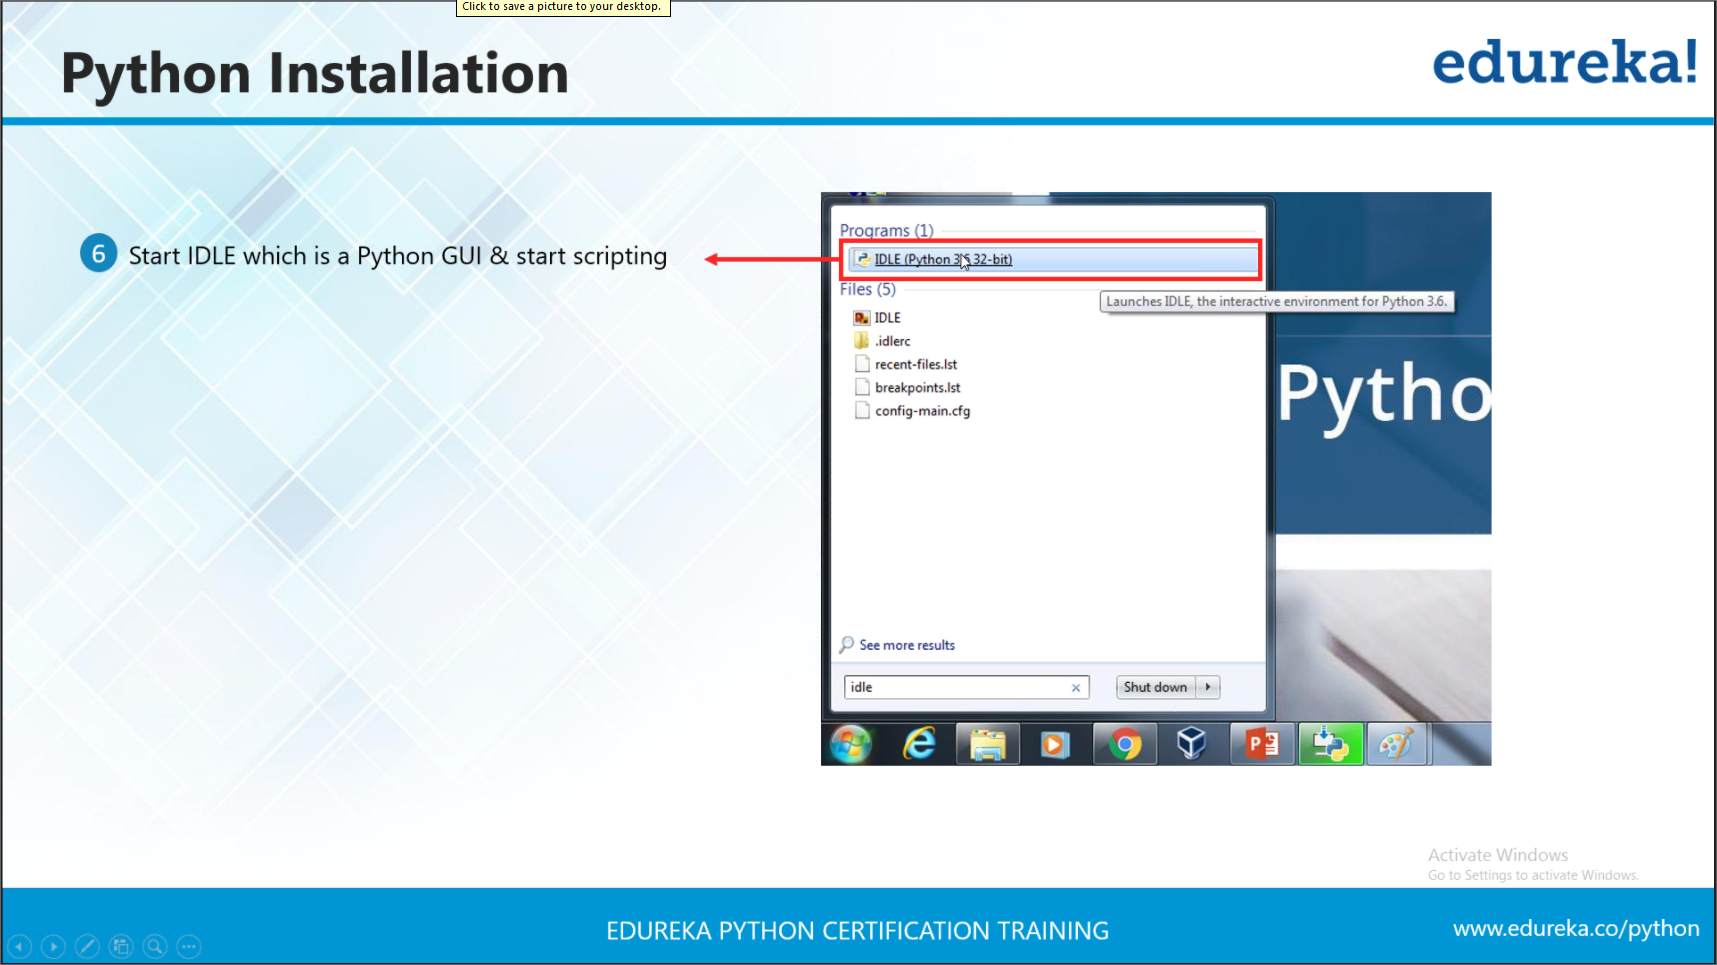 Click to save a picture to your desktop.
Python Installation
edureka!
6 Start IDLE which is a Python GUI & start scripting
Programs (1)
IDLE (Python 3.6 32-bit)
Files (5)
Launches IDLE, the interactive environment for Python 3.6.
IDLE
.idlerc
recent-files.lst
breakpoints.lst
config-main.cfg
Pytho
See more results
idle
Shut down
Activate Windows
Go to Settings to activate Windows.
EDUREKA PYTHON CERTIFICATION TRAINING
www.edureka.co/python